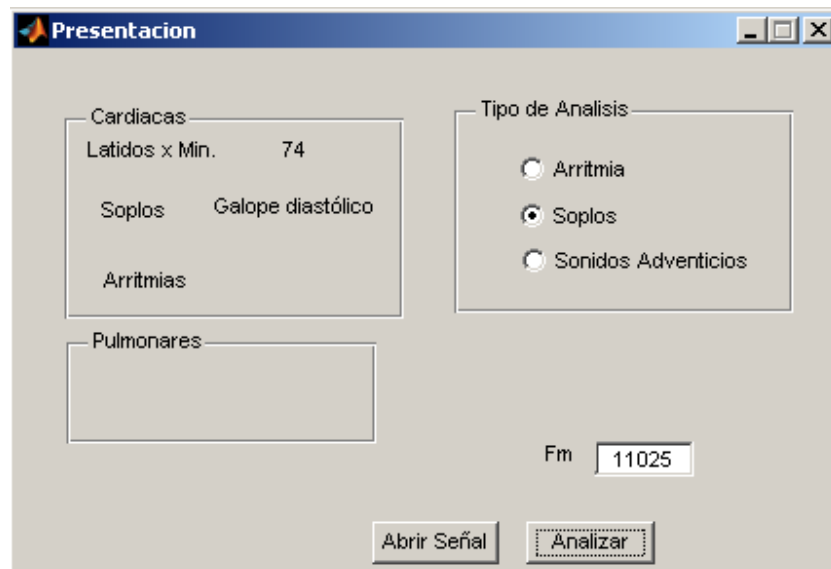 Presentacion
Cardiacas
Latidos x Min. 74
Soplos Galope diastólico
Arritmias
Pulmonares
Tipo de Analisis
Arritmia
Soplos
Sonidos Adventicios
Fm 11025
Abrir Señal Analizar